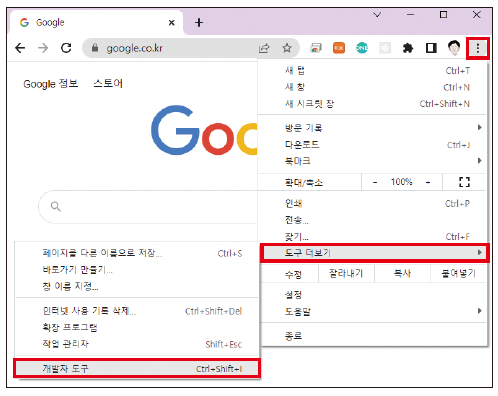 Google
google.co.kr
Google 정보 스토어
Goo
새 탭 Ctrl+T
새 창 Ctrl+N
새 시크릿 창 Ctrl+Shift+N
방문 기록
다운로드 Ctrl+J
북마크
확대/축소 - 100% +
인쇄 Ctrl+P
전송...
찾기... Ctrl+F
도구 더보기
수정 잘라내기 복사 붙여넣기
설정
도움말
종료
페이지를 다른 이름으로 저장... Ctrl+S
바로가기 만들기...
창 이름 지정...
인터넷 사용 기록 삭제... Ctrl+Shift+Del
확장 프로그램
작업 관리자 Shift+Esc
개발자 도구 Ctrl+Shift+I